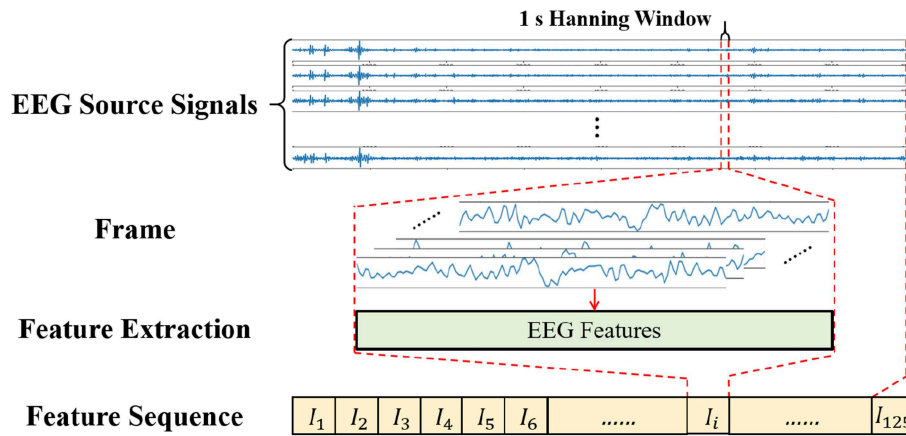 1 s Hanning Window
EEG Source Signals
Frame
Feature Extraction
EEG Features
Feature Sequence
I₁ I₂ I₃ I₄ I₅ I₆ ...... Iᵢ ...... I₁₂₅